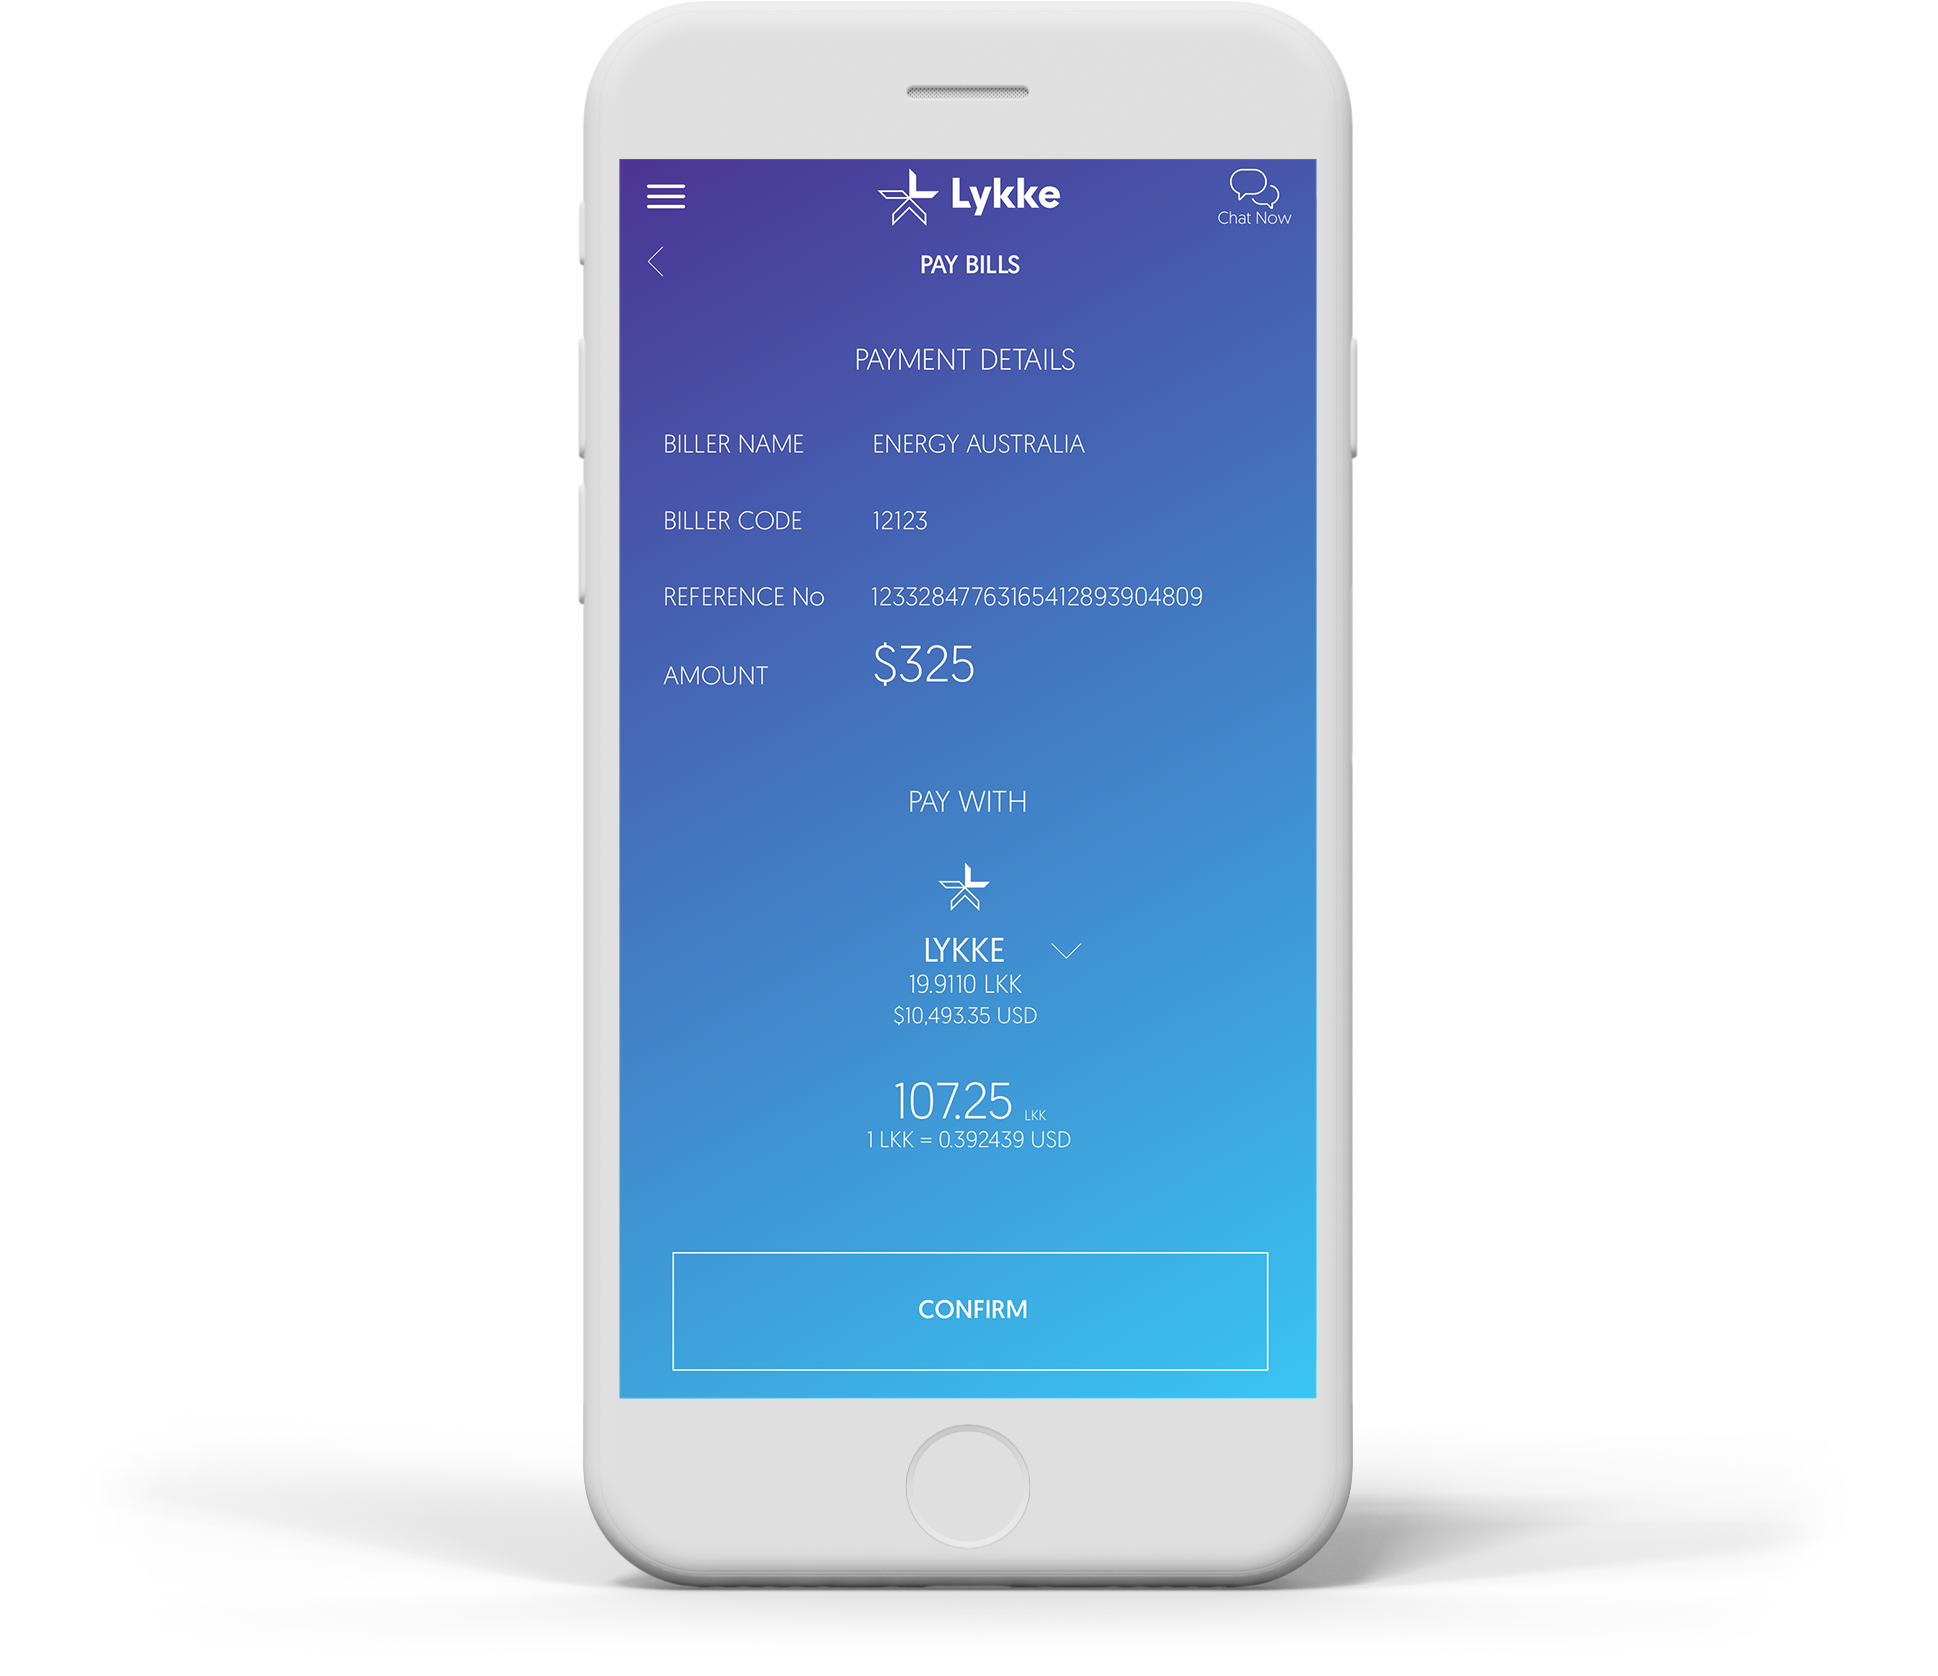 Lykke
Chat Now
PAY BILLS
PAYMENT DETAILS
BILLER NAME ENERGY AUSTRALIA
BILLER CODE 12123
REFERENCE No 12332847763165412893904809
AMOUNT $325
PAY WITH
LYKKE
19.9110 LKK
$10,493.35 USD
107.25 LKK
1 LKK = 0.392439 USD
CONFIRM